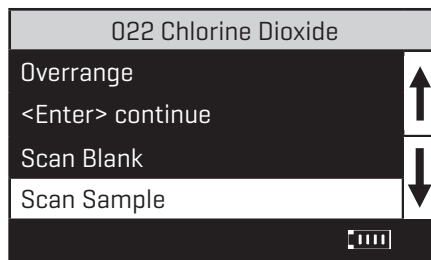 022 Chlorine Dioxide
Overrange
<Enter> continue
Scan Blank
Scan Sample